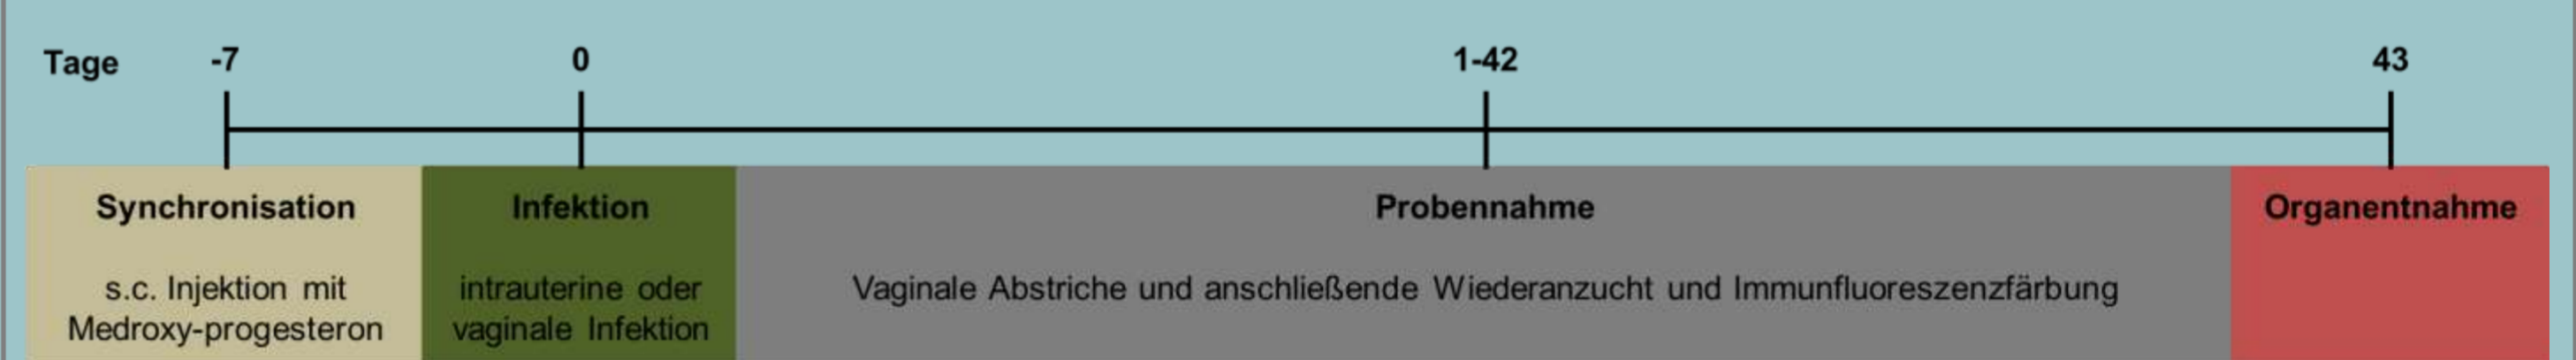 Tage -7 0 1-42 43
Synchronisation Infektion Probennahme Organentnahme
s.c. Injektion mit intrauterine oder Vaginale Abstriche und anschließende Wiederanzucht und Immunfluoreszenzfärbung
Medroxy-progesteron vaginale Infektion